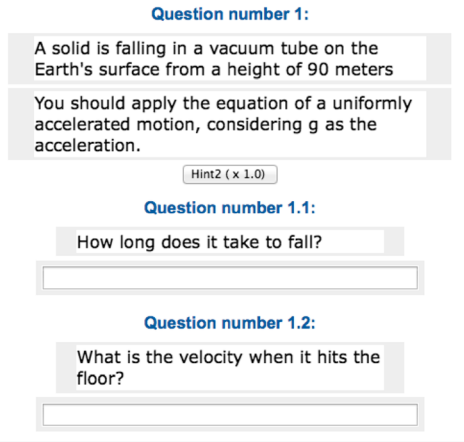 Question number 1:
A solid is falling in a vacuum tube on the
Earth's surface from a height of 90 meters
You should apply the equation of a uniformly
accelerated motion, considering g as the
acceleration.
Hint2 ( x 1.0)
Question number 1.1:
How long does it take to fall?
Question number 1.2:
What is the velocity when it hits the
floor?